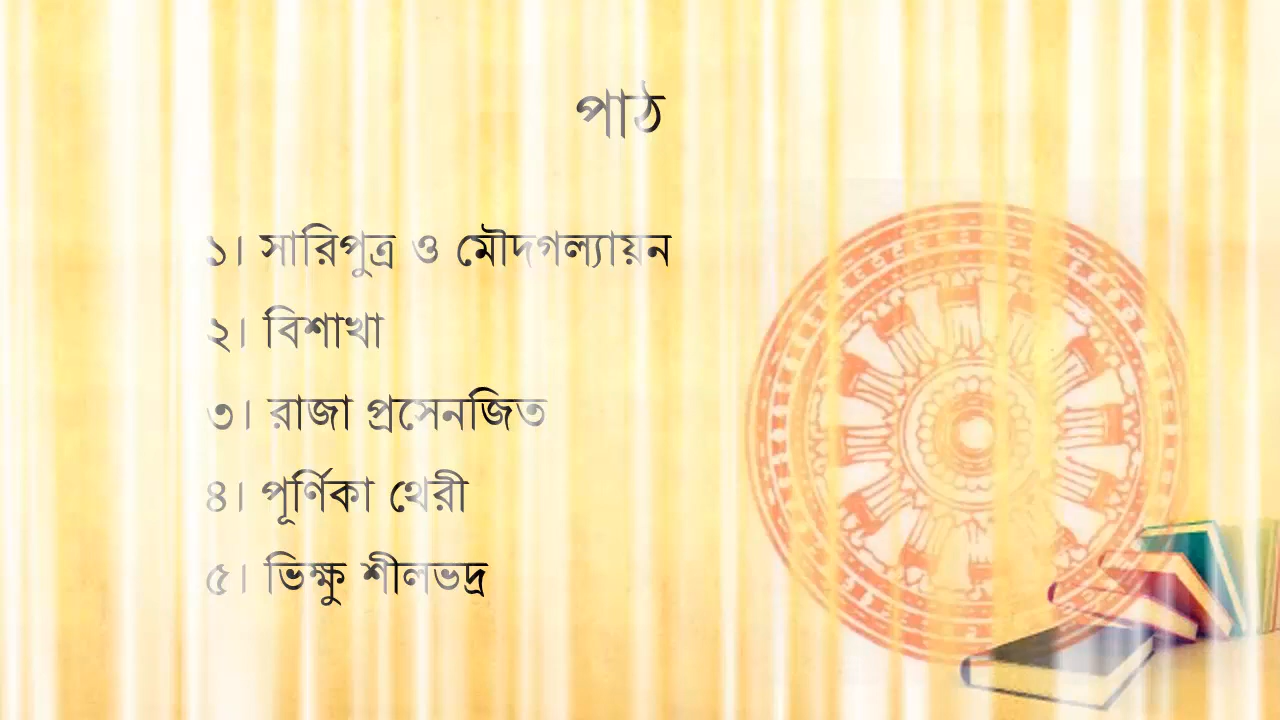 পাঠ
১। সারিপুত্র ও মৌদগল্যায়ন
২। বিশাখা
৩। রাজা প্রসেনজিত
৪। পূর্ণিকা থেরী
৫। ভিক্ষু শীলভদ্র